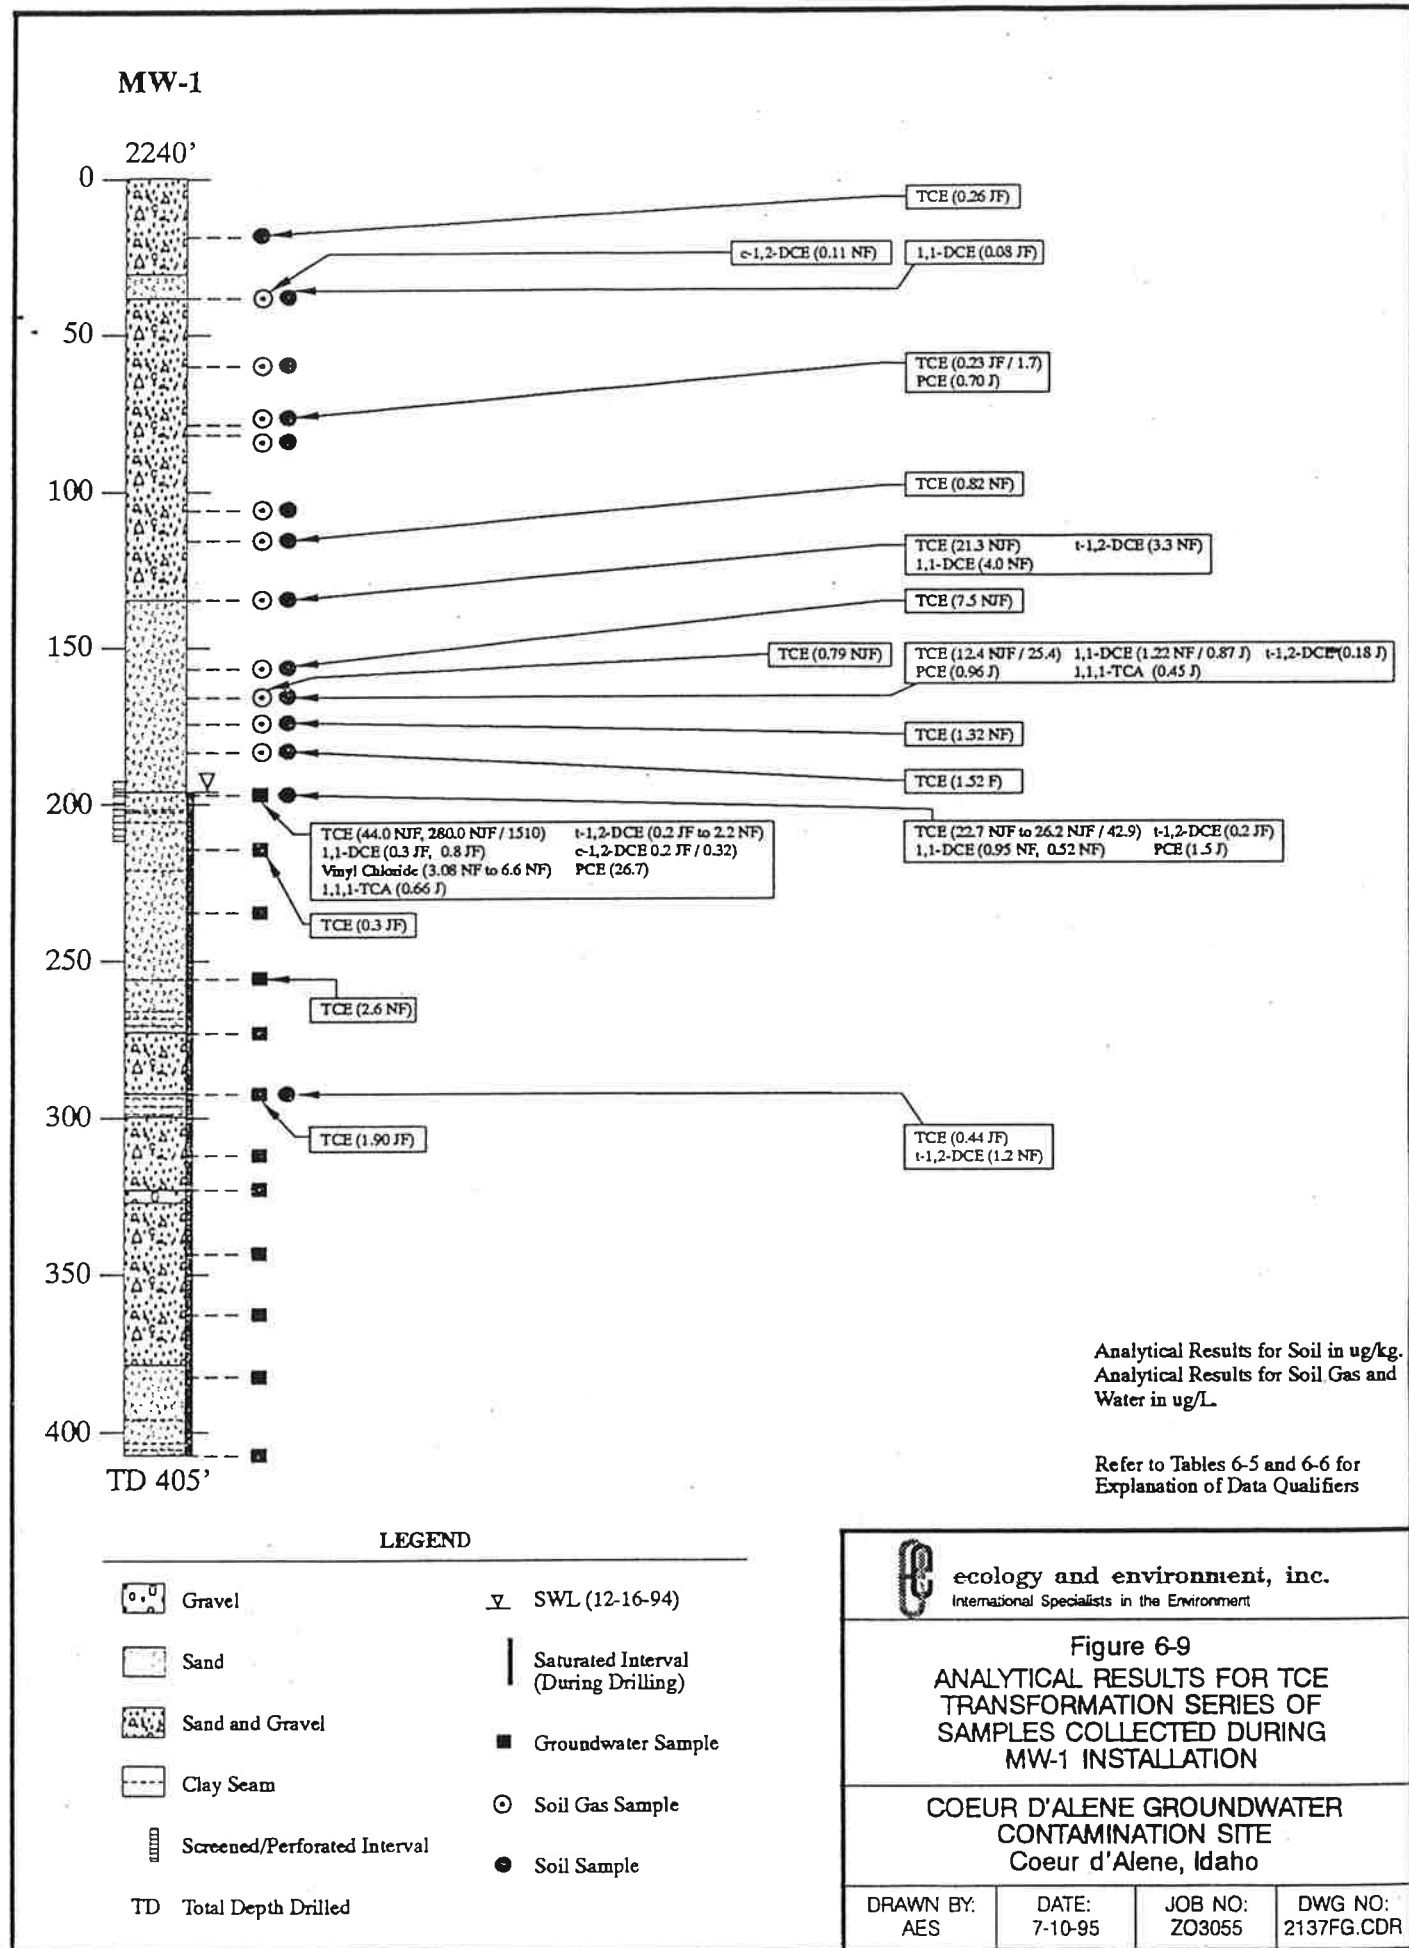 MW-1
2240'
0
50
100
150
200
250
300
350
400
TD 405'
TCE (0.26 JF)
c-1,2-DCE (0.11 NF)
1,1-DCE (0.08 JF)
TCE (0.23 JF / 1.7)
PCE (0.70 J)
TCE (0.82 NF)
TCE (21.3 NJF) t-1,2-DCE (3.3 NF)
1,1-DCE (4.0 NF)
TCE (7.5 NJF)
TCE (0.79 NJF)
TCE (12.4 NJF / 25.4) 1,1-DCE (1.22 NF / 0.87 J) t-1,2-DCE (0.18 J)
PCE (0.96 J) 1,1,1-TCA (0.45 J)
TCE (1.32 NF)
TCE (1.52 F)
TCE (44.0 NJF, 280.0 NJF / 1510) t-1,2-DCE (0.2 JF to 2.2 NF)
1,1-DCE (0.3 JF, 0.8 JF) c-1,2-DCE 0.2 JF / 0.32)
Vinyl Chloride (3.08 NF to 6.6 NF) PCE (26.7)
1,1,1-TCA (0.66 J)
TCE (22.7 NJF to 26.2 NJF / 42.9) t-1,2-DCE (0.2 JF)
1,1-DCE (0.95 NF, 0.52 NF) PCE (1.5 J)
TCE (0.3 JF)
TCE (2.6 NF)
TCE (1.90 JF)
TCE (0.44 JF)
t-1,2-DCE (1.2 NF)
Analytical Results for Soil in ug/kg.
Analytical Results for Soil Gas and
Water in ug/L.
Refer to Tables 6-5 and 6-6 for
Explanation of Data Qualifiers
LEGEND
Gravel
Sand
Sand and Gravel
Clay Seam
Screened/Perforated Interval
TD Total Depth Drilled
SWL (12-16-94)
Saturated Interval
(During Drilling)
Groundwater Sample
Soil Gas Sample
Soil Sample
ecology and environment, inc.
International Specialists in the Environment
Figure 6-9
ANALYTICAL RESULTS FOR TCE
TRANSFORMATION SERIES OF
SAMPLES COLLECTED DURING
MW-1 INSTALLATION
COEUR D'ALENE GROUNDWATER
CONTAMINATION SITE
Coeur d'Alene, Idaho
DRAWN BY:
AES
DATE:
7-10-95
JOB NO:
ZO3055
DWG NO:
2137FG.CDR